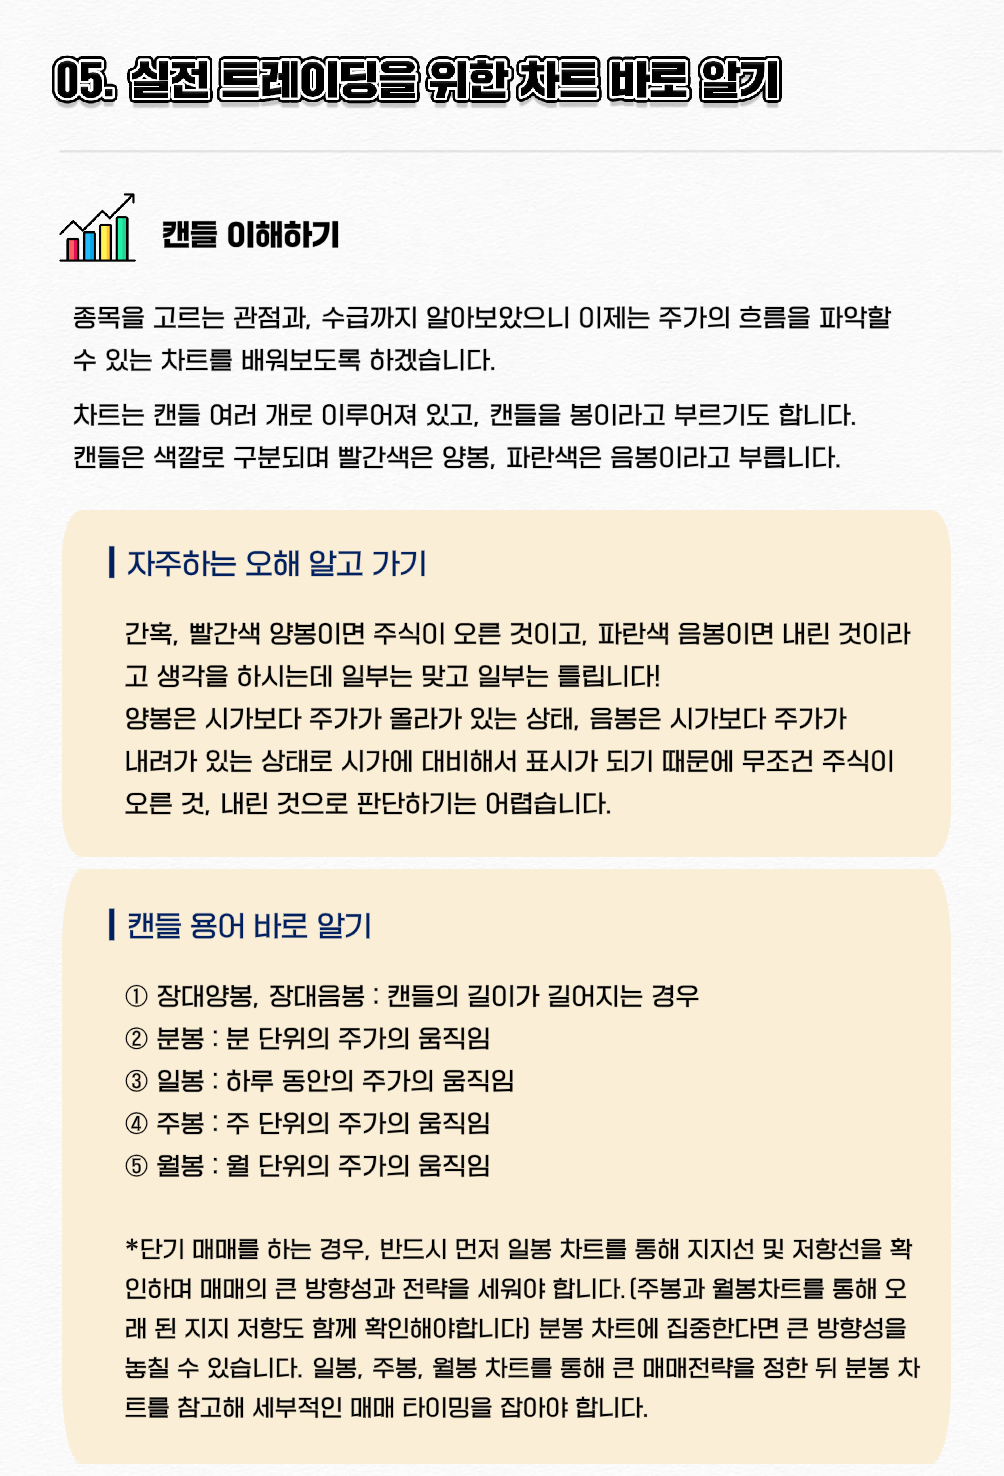 05. 실전 트레이딩을 위한 차트 바로 알기
캔들 이해하기
종목을 고르는 관점과, 수급까지 알아보았으니 이제는 주가의 흐름을 파악할
수 있는 차트를 배워보도록 하겠습니다.
차트는 캔들 여러 개로 이루어져 있고, 캔들을 봉이라고 부르기도 합니다.
캔들은 색깔로 구분되며 빨간색은 양봉, 파란색은 음봉이라고 부릅니다.
자주하는 오해 알고 가기
간혹, 빨간색 양봉이면 주식이 오른 것이고, 파란색 음봉이면 내린 것이라
고 생각을 하시는데 일부는 맞고 일부는 틀립니다!
양봉은 시가보다 주가가 올라가 있는 상태, 음봉은 시가보다 주가가
내려가 있는 상태로 시가에 대비해서 표시가 되기 때문에 무조건 주식이
오른 것, 내린 것으로 판단하기는 어렵습니다.
캔들 용어 바로 알기
① 장대양봉, 장대음봉 : 캔들의 길이가 길어지는 경우
② 분봉 : 분 단위의 주가의 움직임
③ 일봉 : 하루 동안의 주가의 움직임
④ 주봉 : 주 단위의 주가의 움직임
⑤ 월봉 : 월 단위의 주가의 움직임
*단기 매매를 하는 경우, 반드시 먼저 일봉 차트를 통해 지지선 및 저항선을 확
인하며 매매의 큰 방향성과 전략을 세워야 합니다.(주봉과 월봉차트를 통해 오
래 된 지지 저항도 함께 확인해야합니다) 분봉 차트에 집중한다면 큰 방향성을
놓칠 수 있습니다. 일봉, 주봉, 월봉 차트를 통해 큰 매매전략을 정한 뒤 분봉 차
트를 참고해 세부적인 매매 타이밍을 잡아야 합니다.